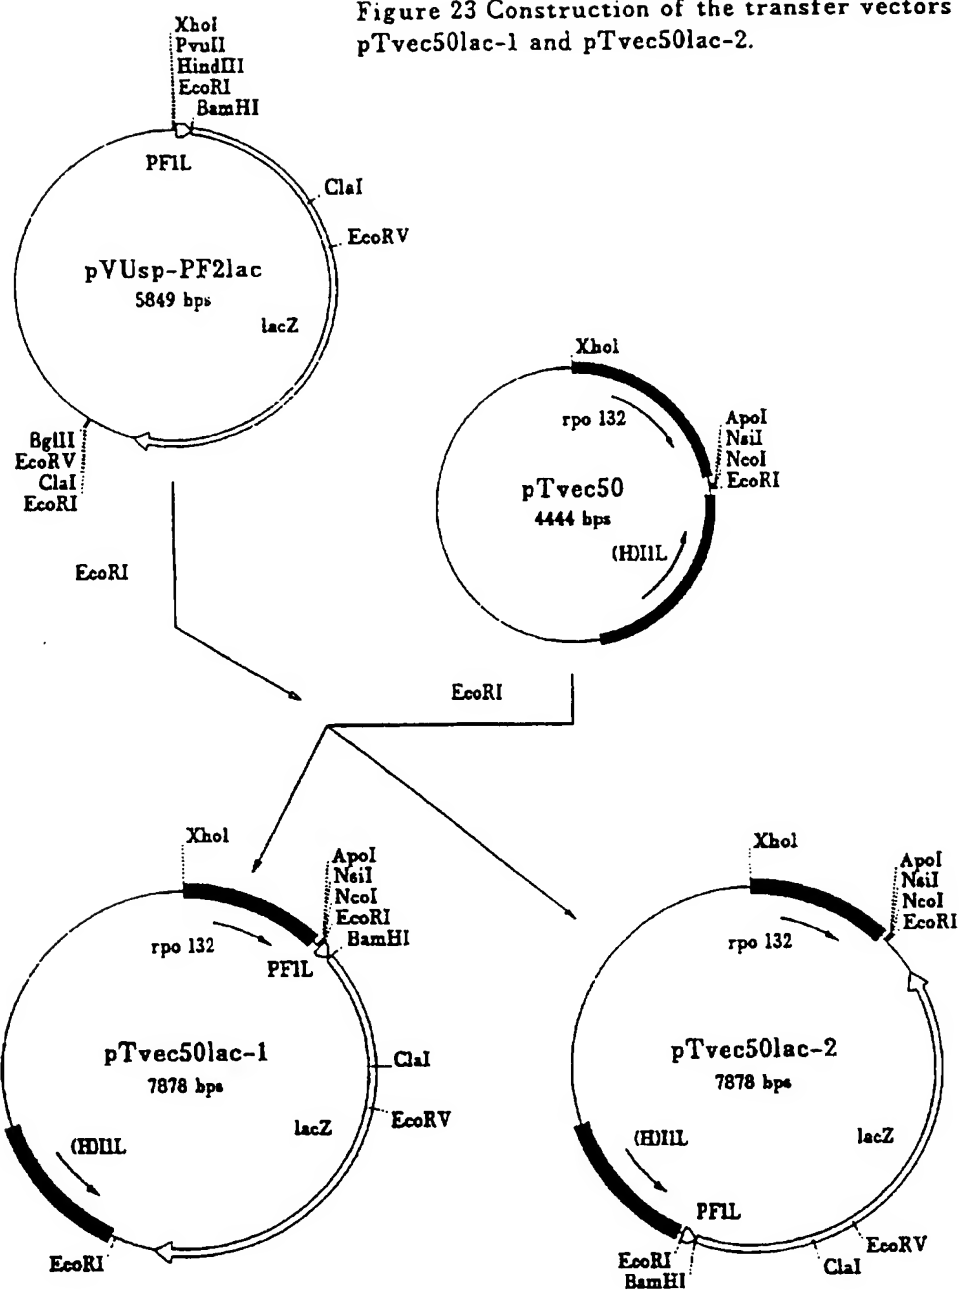 Figure 23 Construction of the transfer vectors
pTvec50lac-1 and pTvec50lac-2.
XhoI
PvuII
HindIII
EcoRI
BamHI
PF1L
ClaI
EcoRV
pVUsp-PF2lac
5849 bps
lacZ
BglII
EcoRV
ClaI
EcoRI
EcoRI
XhoI
rpo 132
ApoI
NsiI
NcoI
EcoRI
pTvec50
4444 bps
(H)I1L
EcoRI
XhoI
ApoI
NsiI
NcoI
EcoRI
BamHI
rpo 132
PF1L
pTvec50lac-1
7878 bps
ClaI
EcoRV
lacZ
(H)I1L
EcoRI
XhoI
ApoI
NsiI
NcoI
EcoRI
rpo 132
pTvec50lac-2
7878 bps
lacZ
(H)I1L
PF1L
EcoRV
EcoRI
ClaI
BamHI